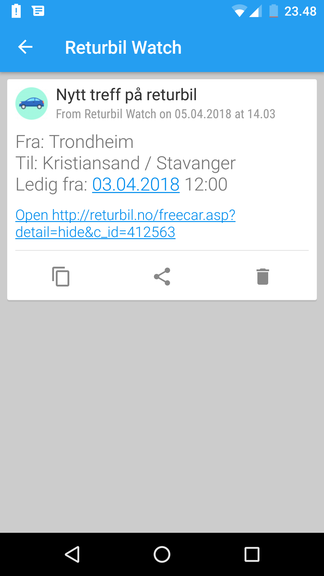 23.48
Returbil Watch
Nytt treff på returbil
From Returbil Watch on 05.04.2018 at 14.03
Fra: Trondheim
Til: Kristiansand / Stavanger
Ledig fra: 03.04.2018 12:00
Open http://returbil.no/freecar.asp?
detail=hide&c_id=412563